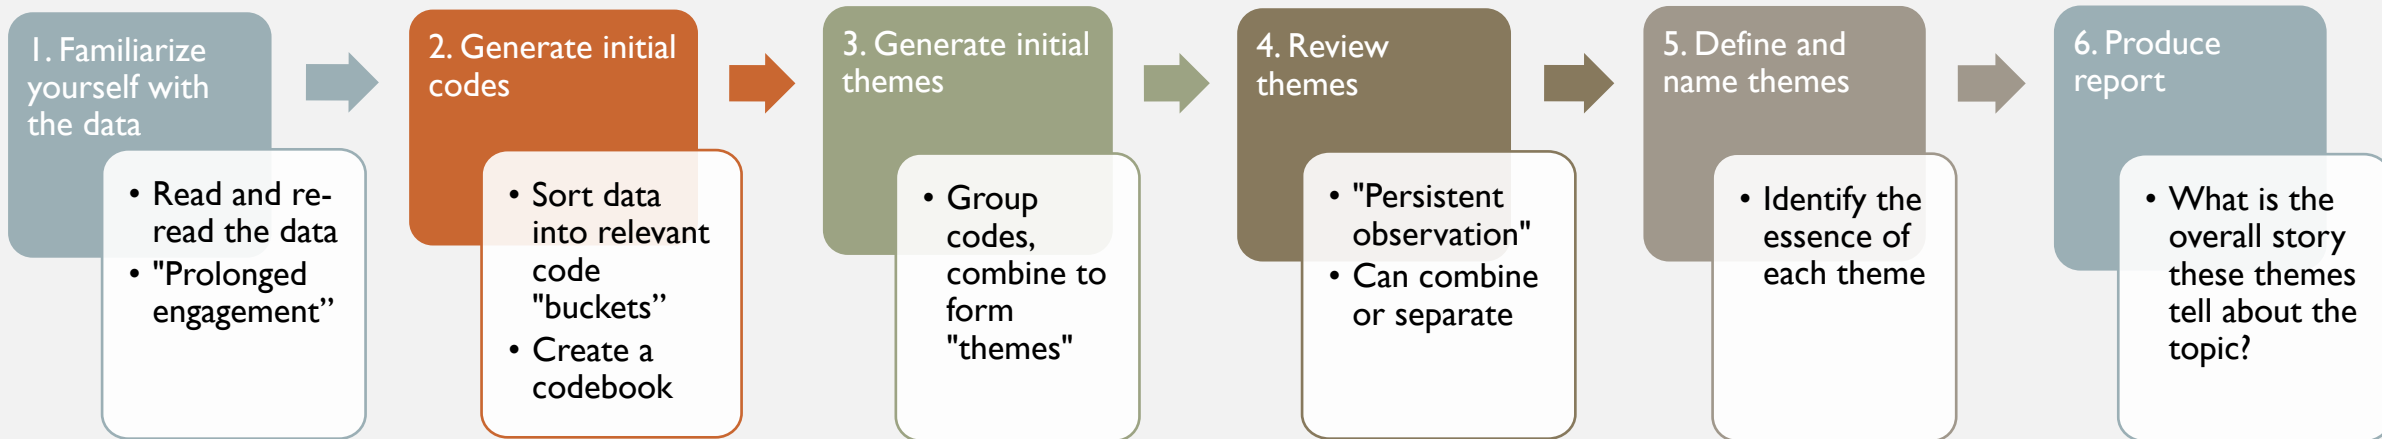 1. Familiarize
yourself with
the data
• Read and re-
read the data
• "Prolonged
engagement”
2. Generate initial
codes
• Sort data
into relevant
code
"buckets”
• Create a
codebook
3. Generate initial
themes
• Group
codes,
combine to
form
"themes"
4. Review
themes
• "Persistent
observation"
• Can combine
or separate
5. Define and
name themes
• Identify the
essence of
each theme
6. Produce
report
• What is the
overall story
these themes
tell about the
topic?